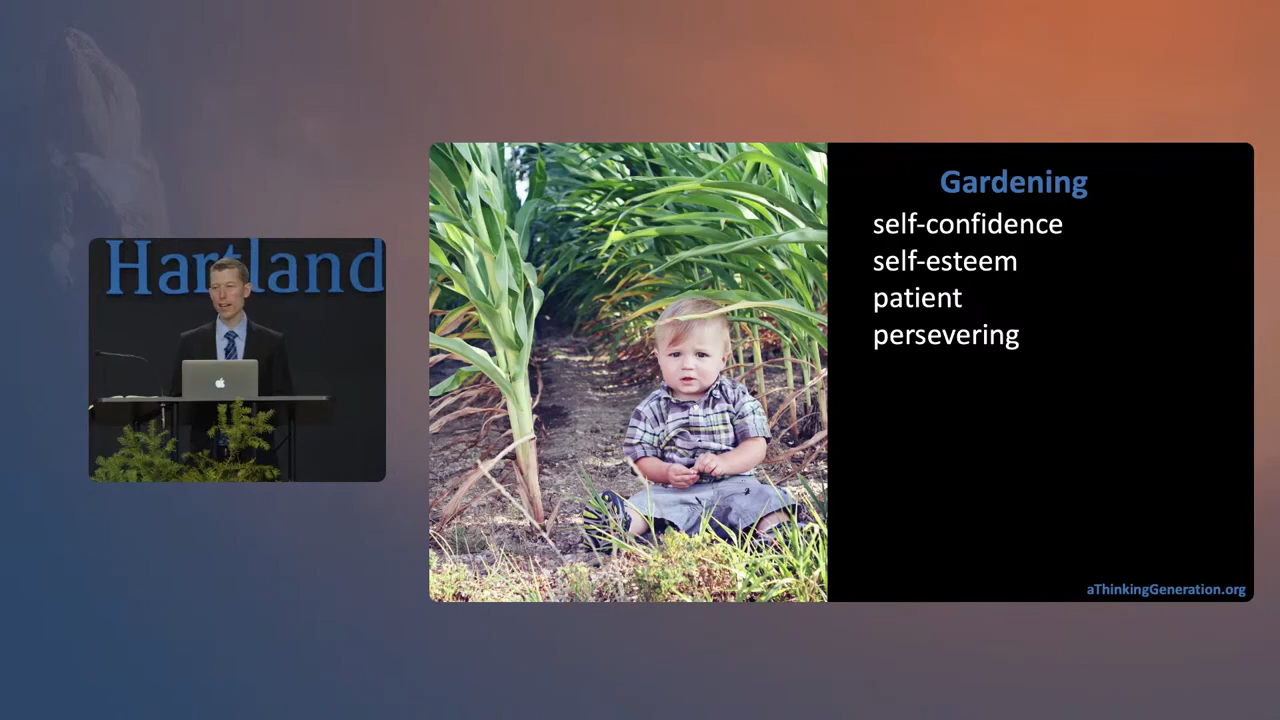 Hartland
Gardening
self-confidence
self-esteem
patient
persevering
aThinkingGeneration.org